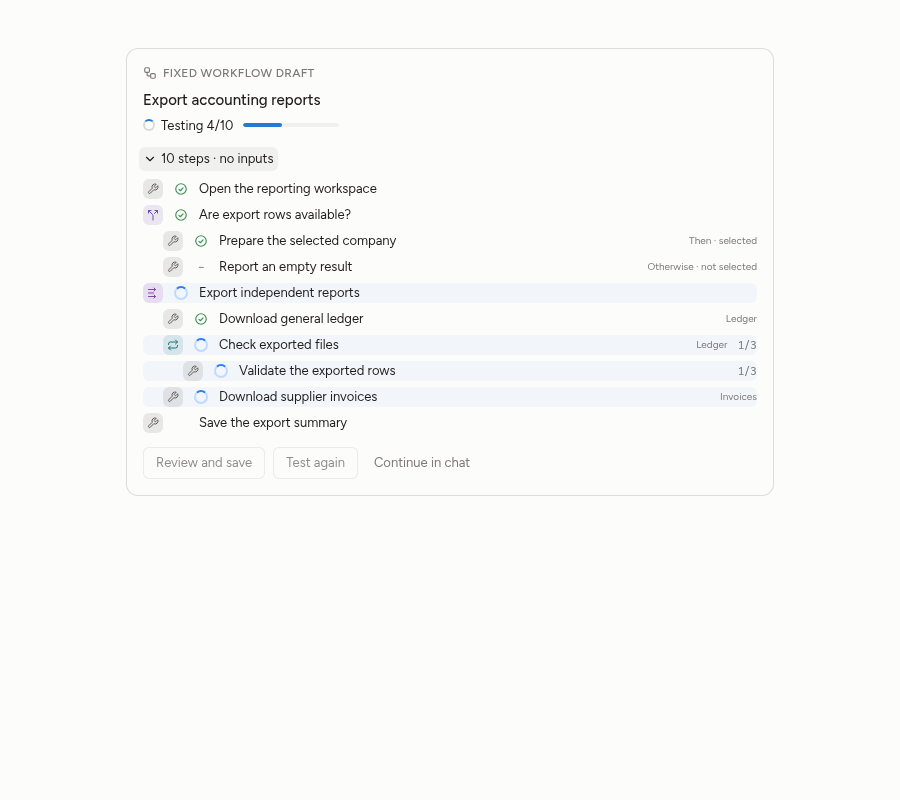 FIXED WORKFLOW DRAFT
Export accounting reports
Testing 4/10
10 steps · no inputs
Open the reporting workspace
Are export rows available?
Prepare the selected company Then · selected
– Report an empty result Otherwise · not selected
Export independent reports
Download general ledger Ledger
Check exported files Ledger 1/3
Validate the exported rows 1/3
Download supplier invoices Invoices
Save the export summary
Review and save Test again Continue in chat